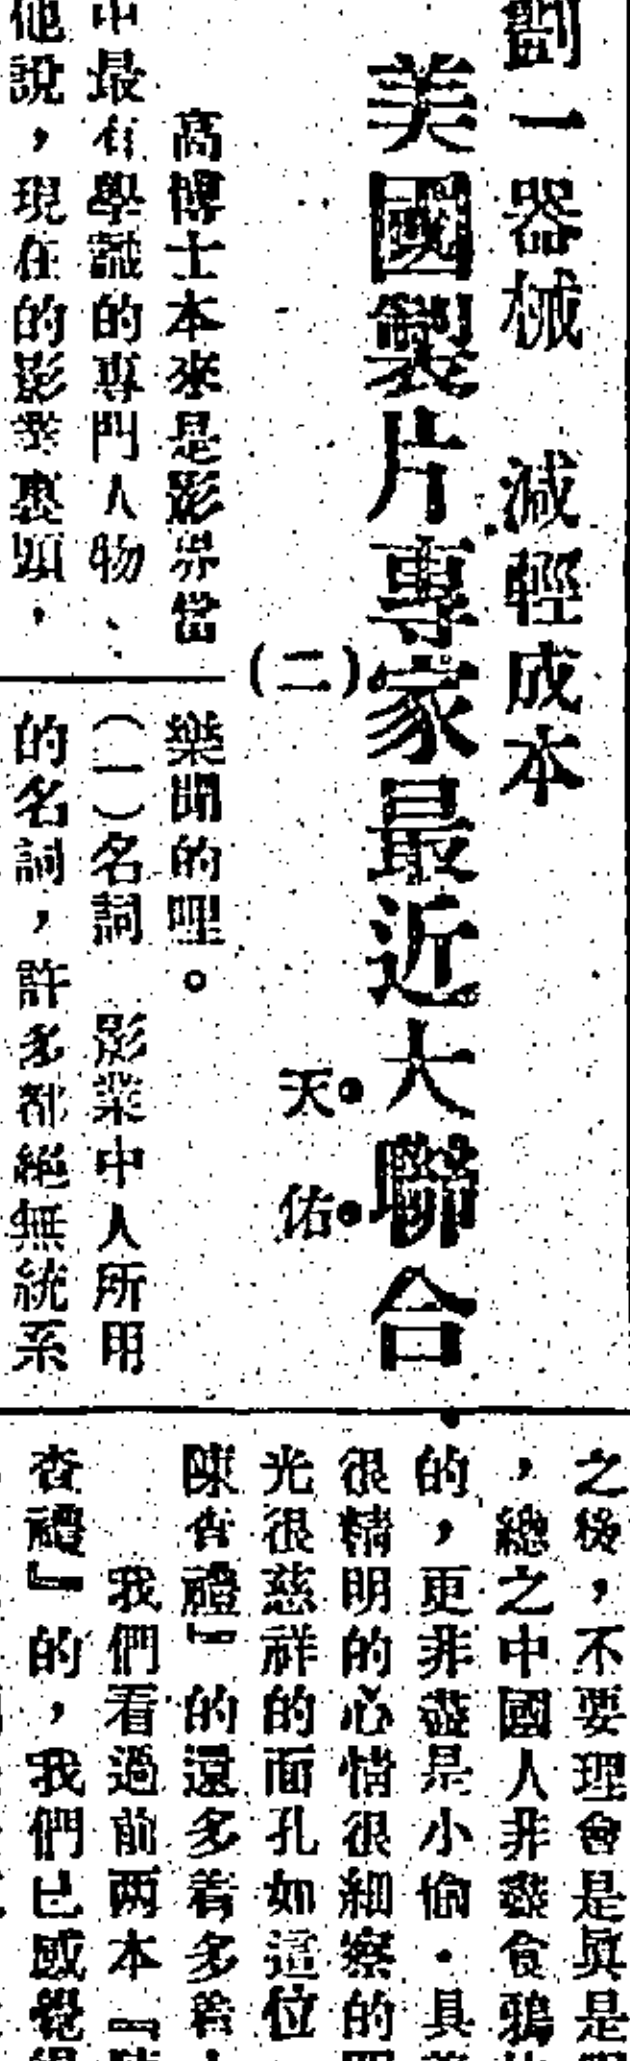 劃一器械　減輕成本
美國製片專家最近大聯合
(二)
天佑
高博士本來是影界當
中最有學識的專門人物、
他說，現在的影業裏頭，
樂聞的哩。
（一）名詞　影業中人所用
的名詞，許多都絕無統系
之後，不要理會是真是
，總之中國人非盡食鴉
的，更非盡是小偷．具
很精明的心情很細察的
光很慈祥的面孔如這位
陳查禮』的還多着多着
我們看過前两本『陳
查禮』的，我們已感覺得